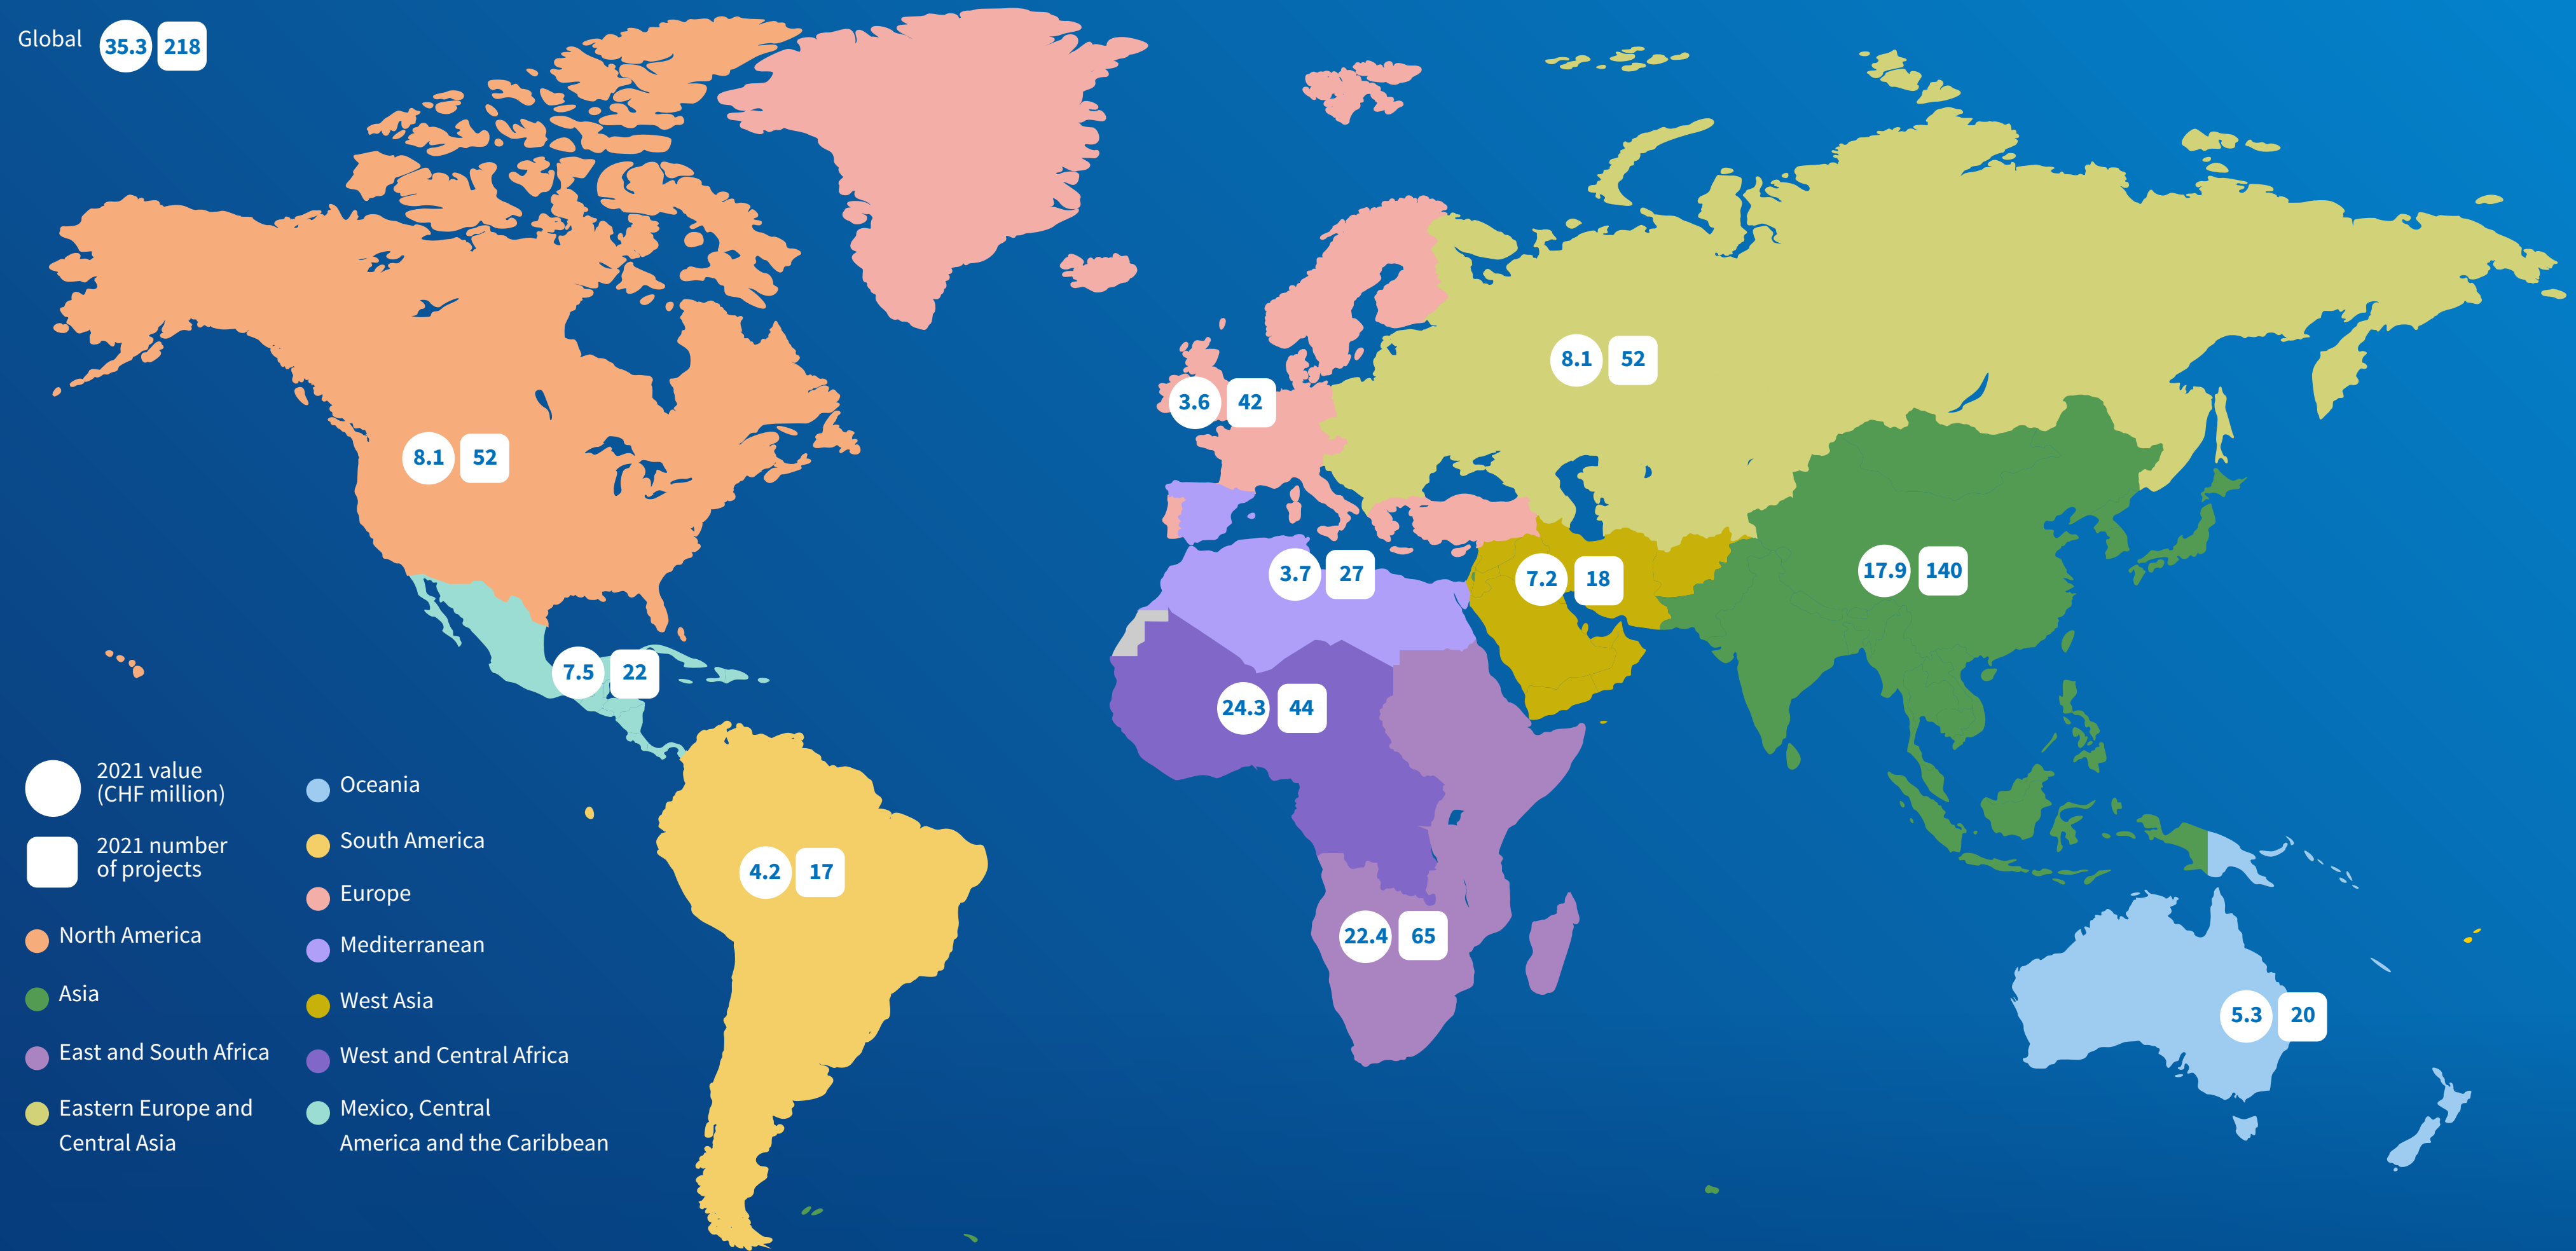 Global 35.3 218
8.1 52
3.6 42
8.1 52
3.7 27
7.2 18
17.9 140
7.5 22
24.3 44
4.2 17
22.4 65
5.3 20
2021 value
(CHF million)
2021 number
of projects
North America
Asia
East and South Africa
Eastern Europe and
Central Asia
Oceania
South America
Europe
Mediterranean
West Asia
West and Central Africa
Mexico, Central
America and the Caribbean